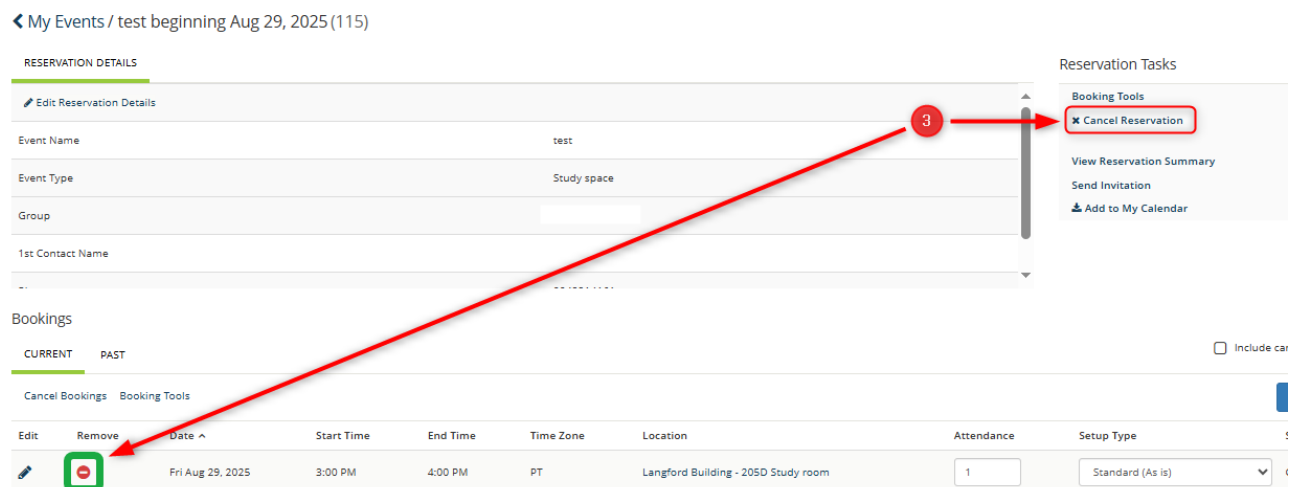 My Events / test beginning Aug 29, 2025 (115)
RESERVATION DETAILS
Reservation Tasks
Edit Reservation Details
Booking Tools
3
Cancel Reservation
Event Name test
Event Type Study space
View Reservation Summary
Send Invitation
Group
Add to My Calendar
1st Contact Name
Bookings
CURRENT PAST
Include
Cancel Bookings Booking Tools
Edit Remove Date Start Time End Time Time Zone Location Attendance Setup Type
Fri Aug 29, 2025 3:00 PM 4:00 PM PT Langford Building - 205D Study room 1 Standard (As is)